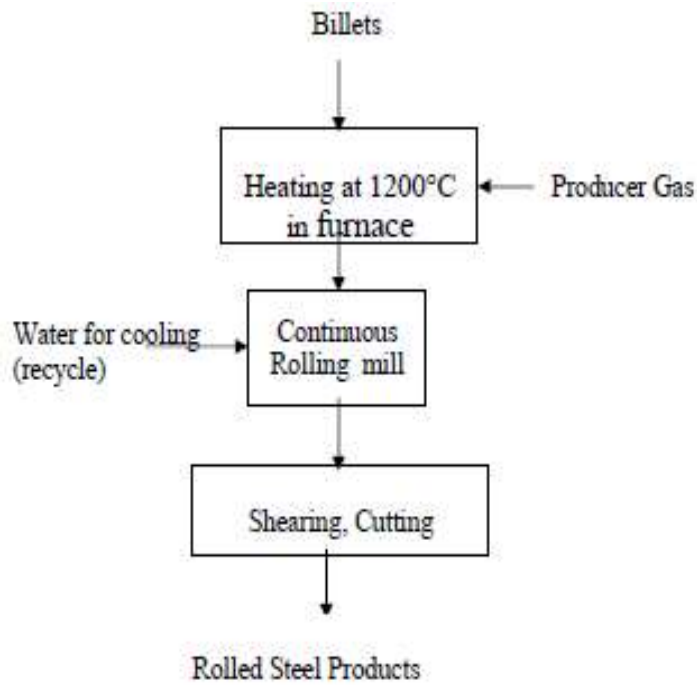 Billets
Heating at 1200°C
in furnace
Producer Gas
Water for cooling
(recycle)
Continuous
Rolling mill
Shearing, Cutting
Rolled Steel Products